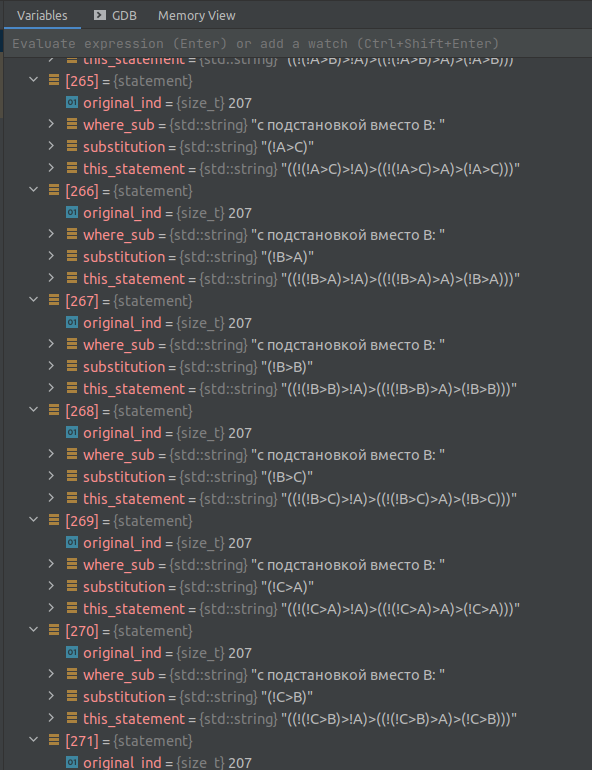 Variables GDB Memory View
Evaluate expression (Enter) or add a watch (Ctrl+Shift+Enter)
this_statement = {std::string} "((!(!A>B)>!A)>((!(!A>B)>A)>(!A>B)))"
[265] = {statement}
original_ind = {size_t} 207
where_sub = {std::string} "с подстановкой вместо B: "
substitution = {std::string} "(!A>C)"
this_statement = {std::string} "((!(!A>C)>!A)>((!(!A>C)>A)>(!A>C)))"
[266] = {statement}
original_ind = {size_t} 207
where_sub = {std::string} "с подстановкой вместо B: "
substitution = {std::string} "(!B>A)"
this_statement = {std::string} "((!(!B>A)>!A)>((!(!B>A)>A)>(!B>A)))"
[267] = {statement}
original_ind = {size_t} 207
where_sub = {std::string} "с подстановкой вместо B: "
substitution = {std::string} "(!B>B)"
this_statement = {std::string} "((!(!B>B)>!A)>((!(!B>B)>A)>(!B>B)))"
[268] = {statement}
original_ind = {size_t} 207
where_sub = {std::string} "с подстановкой вместо B: "
substitution = {std::string} "(!B>C)"
this_statement = {std::string} "((!(!B>C)>!A)>((!(!B>C)>A)>(!B>C)))"
[269] = {statement}
original_ind = {size_t} 207
where_sub = {std::string} "с подстановкой вместо B: "
substitution = {std::string} "(!C>A)"
this_statement = {std::string} "((!(!C>A)>!A)>((!(!C>A)>A)>(!C>A)))"
[270] = {statement}
original_ind = {size_t} 207
where_sub = {std::string} "с подстановкой вместо B: "
substitution = {std::string} "(!C>B)"
this_statement = {std::string} "((!(!C>B)>!A)>((!(!C>B)>A)>(!C>B)))"
[271] = {statement}
original_ind = {size_t} 207